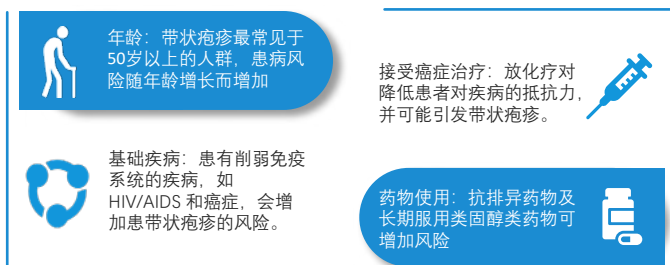 年龄：带状疱疹最常见于
50岁以上的人群，患病风
险随年龄增长而增加
接受癌症治疗：放化疗对
降低患者对疾病的抵抗力，
并可能引发带状疱疹。
基础疾病：患有削弱免疫
系统的疾病，如
HIV/AIDS 和癌症，会增
加患带状疱疹的风险。
药物使用：抗排异药物及
长期服用类固醇类药物可
增加风险